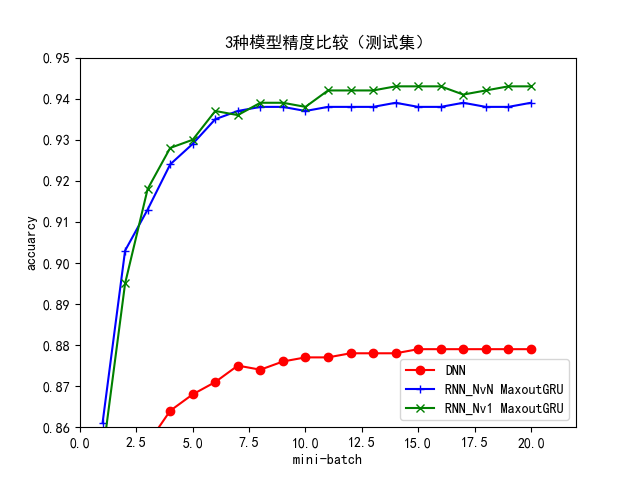 3种模型精度比较（测试集）
0.95
0.94
0.93
0.92
0.91
0.90
0.89
0.88
0.87
0.86
accuarcy
0.0 2.5 5.0 7.5 10.0 12.5 15.0 17.5 20.0
mini-batch
DNN
RNN_NvN MaxoutGRU
RNN_Nv1 MaxoutGRU